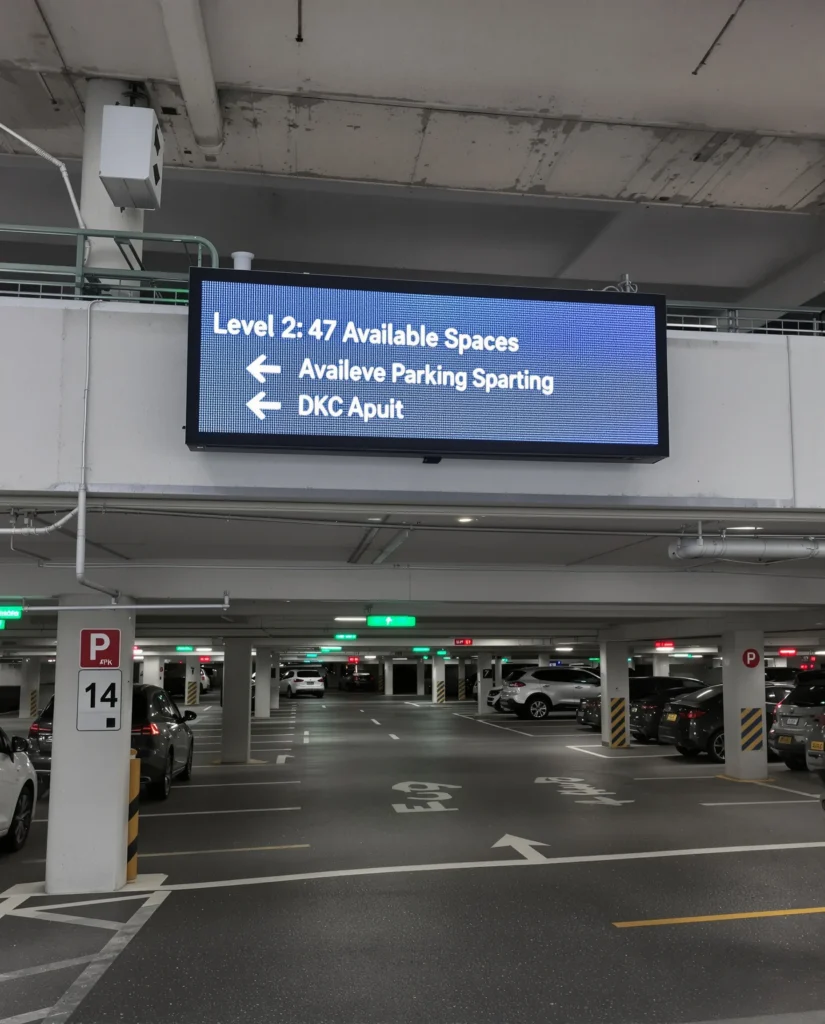 Level 2: 47 Available Spaces
Availeve Parking Sparting
DKC Apuit
P
14
P